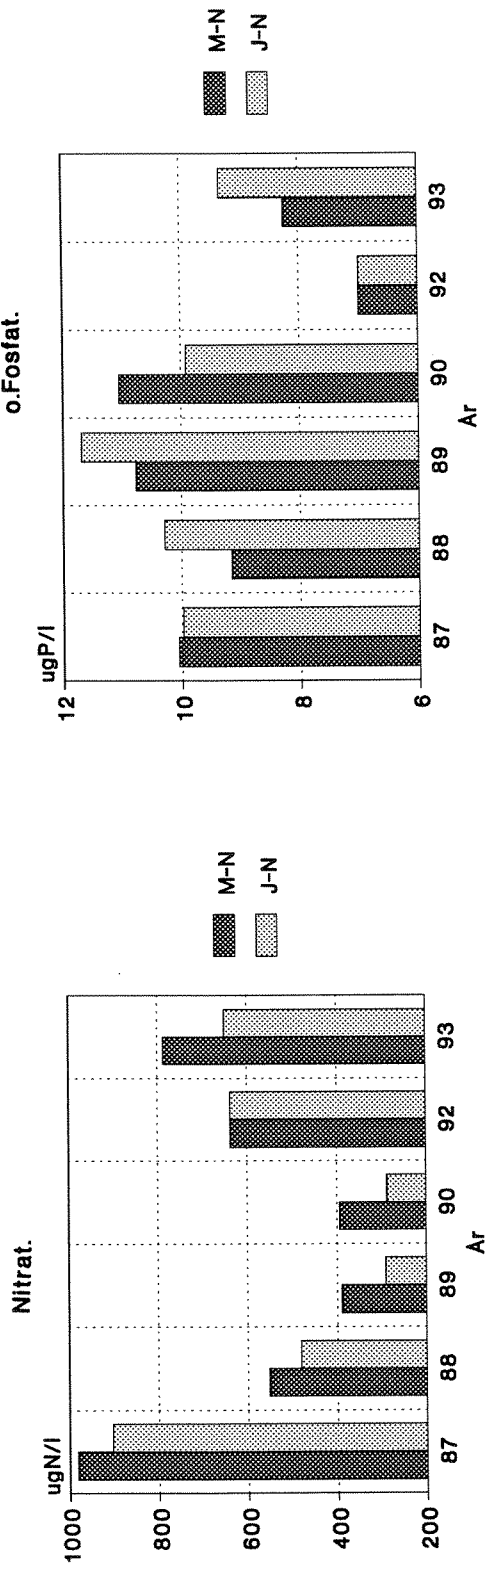 Nitrat.
ugN/l
1000
800
600
400
200
87 88 89 90 92 93
Ar
M-N
J-N
o.Fosfat.
ugP/l
12
10
8
6
87 88 89 90 92 93
Ar
M-N
J-N